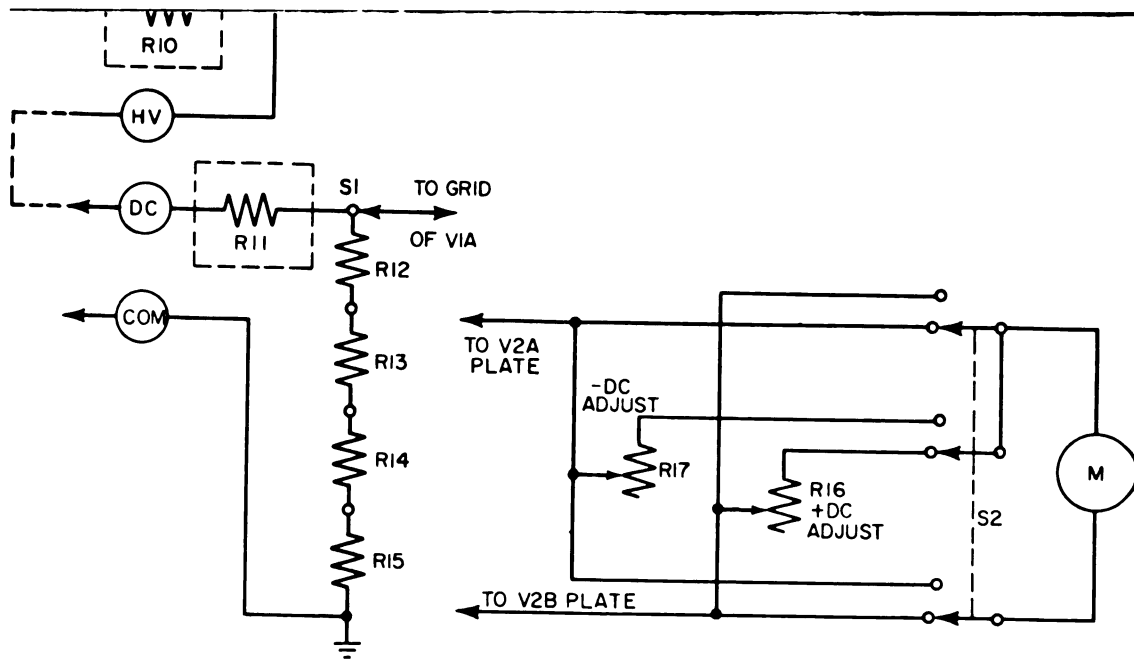 R10
HV
DC
R11
S1
TO GRID
OF V1A
R12
COM
R13
R14
R15
TO V2A
PLATE
-DC
ADJUST
R17
R16
+DC
ADJUST
S2
M
TO V2B PLATE